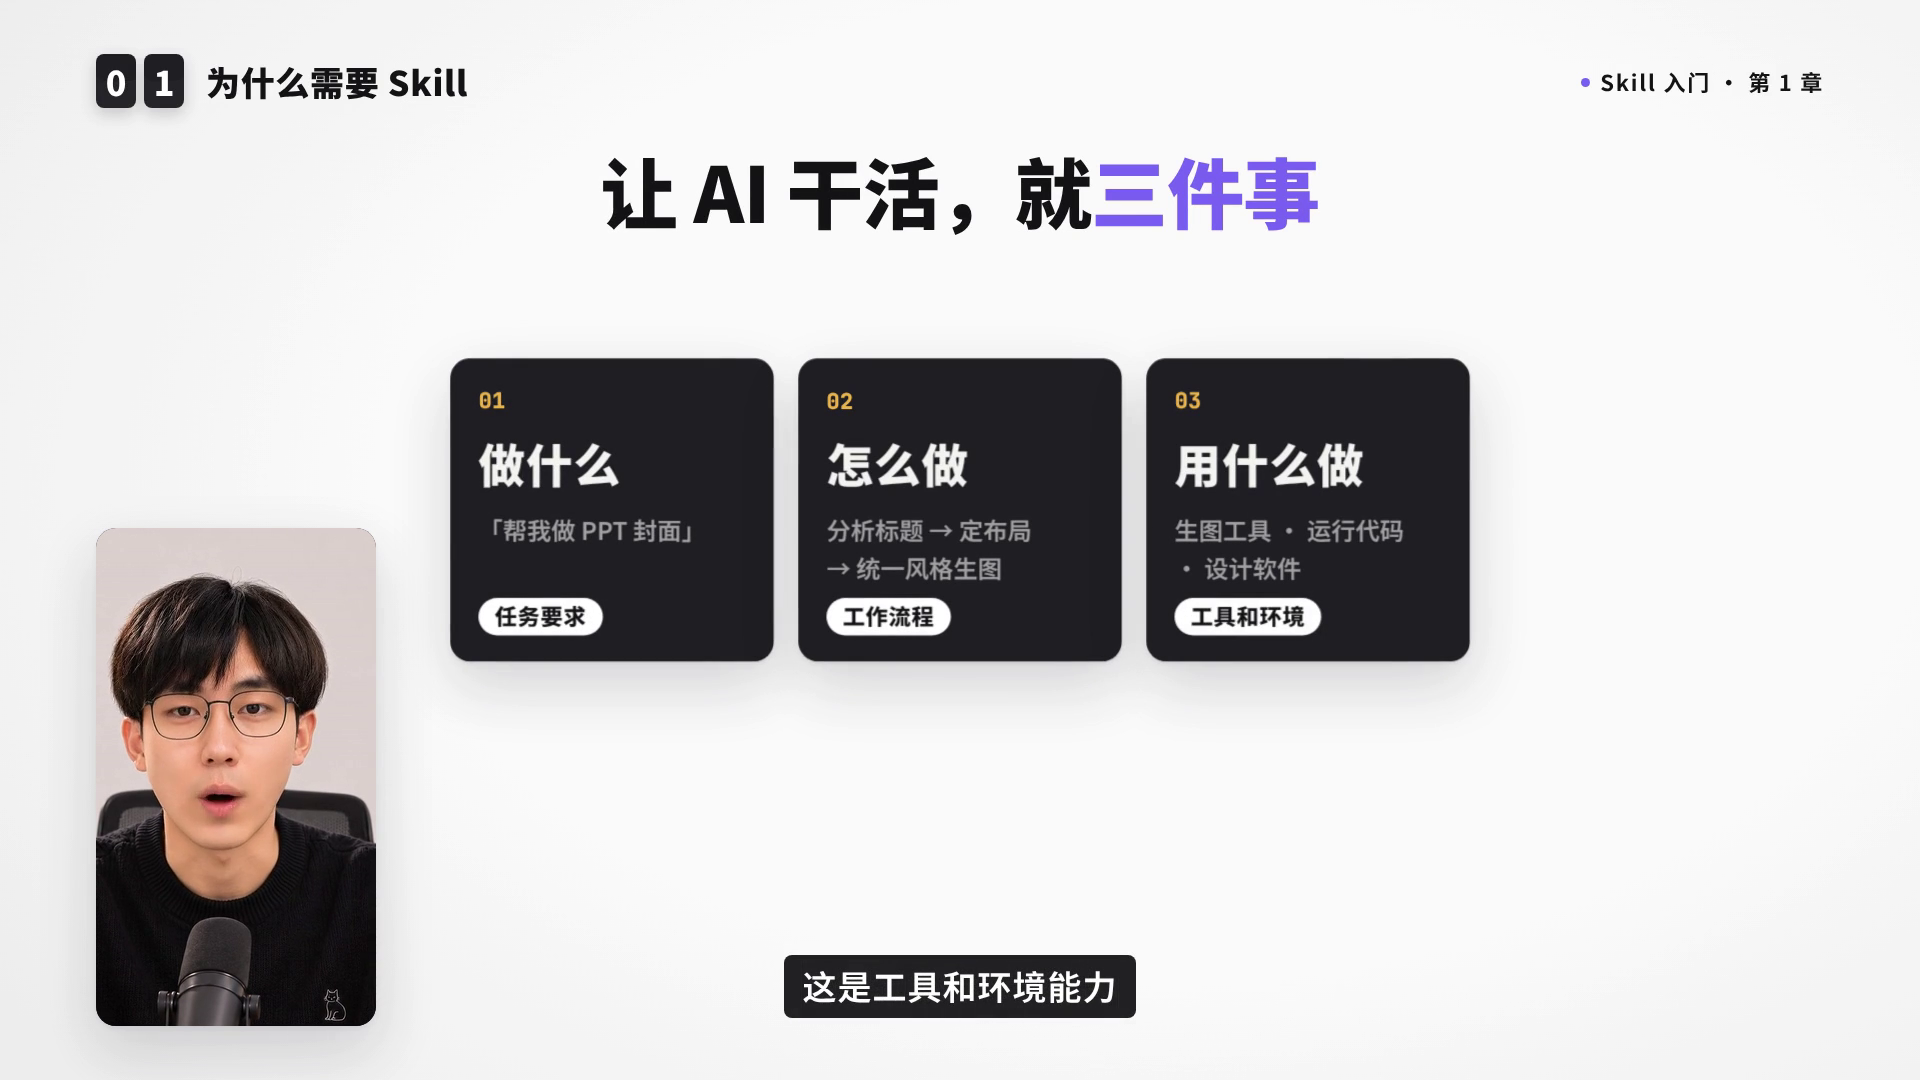 01 为什么需要 Skill
Skill 入门 · 第 1 章
让 AI 干活，就三件事
01
做什么
「帮我做 PPT 封面」
任务要求
02
怎么做
分析标题 → 定布局
→ 统一风格生图
工作流程
03
用什么做
生图工具 · 运行代码
· 设计软件
工具和环境
这是工具和环境能力